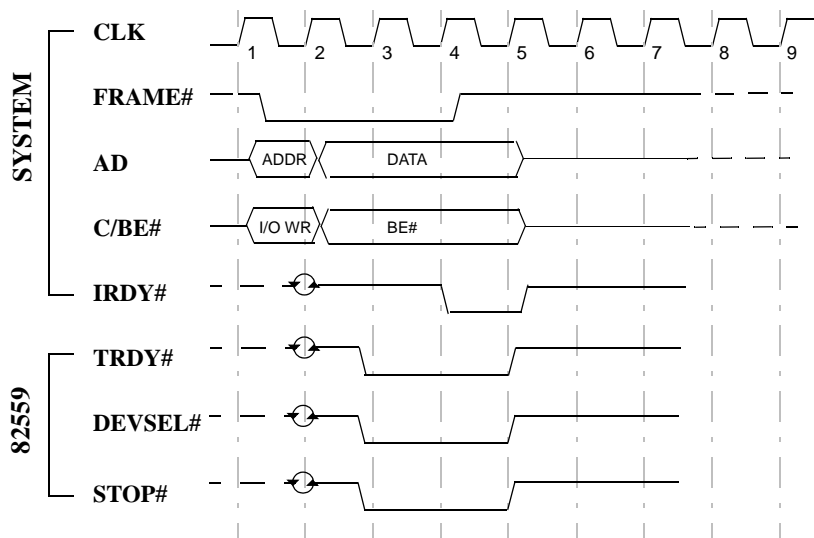 SYSTEM
CLK
1 2 3 4 5 6 7 8 9
FRAME#
AD
ADDR DATA
C/BE#
I/O WR BE#
IRDY#
82559
TRDY#
DEVSEL#
STOP#